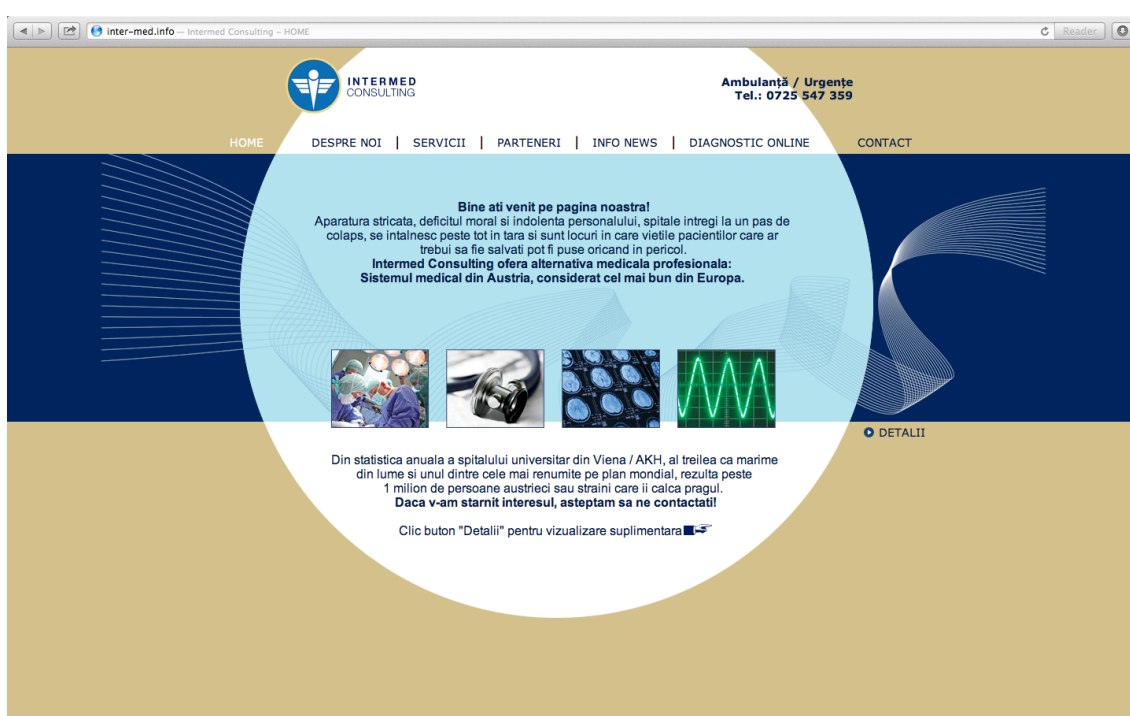 inter-med.info — Intermed Consulting – HOME
Reader
INTERMED
CONSULTING
Ambulanță / Urgențe
Tel.: 0725 547 359
HOME DESPRE NOI | SERVICII | PARTENERI | INFO NEWS | DIAGNOSTIC ONLINE CONTACT
Bine ati venit pe pagina noastra!
Aparatura stricata, deficitul moral si indolenta personalului, spitale intregi la un pas de
colaps, se intalnesc peste tot in tara si sunt locuri in care vietile pacientilor care ar
trebui sa fie salvati pot fi puse oricand in pericol.
Intermed Consulting ofera alternativa medicala profesionala:
Sistemul medical din Austria, considerat cel mai bun din Europa.
DETALII
Din statistica anuala a spitalului universitar din Viena / AKH, al treilea ca marime
din lume si unul dintre cele mai renumite pe plan mondial, rezulta peste
1 milion de persoane austrieci sau straini care ii calca pragul.
Daca v-am starnit interesul, asteptam sa ne contactati!
Clic buton "Detalii" pentru vizualizare suplimentara